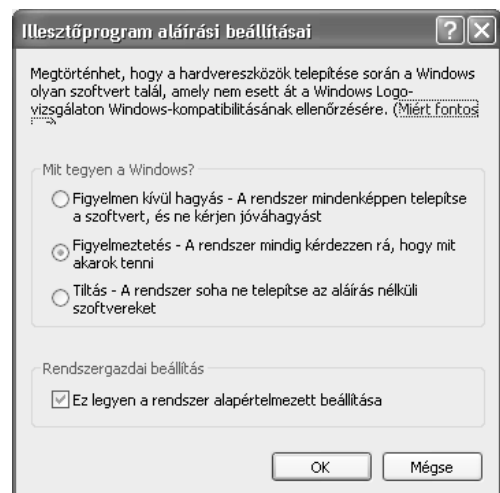 Illesztőprogram aláírási beállításai
Megtörténhet, hogy a hardvereszközök telepítése során a Windows
olyan szoftvert talál, amely nem esett át a Windows Logo-
vizsgálaton Windows-kompatibilitásának ellenőrzésére. (Miért fontos
Mit tegyen a Windows?
Figyelmen kívül hagyás - A rendszer mindenképpen telepítse
a szoftvert, és ne kérjen jóváhagyást
Figyelmeztetés - A rendszer mindig kérdezzen rá, hogy mit
akarok tenni
Tiltás - A rendszer soha ne telepítse az aláírás nélküli
szoftvereket
Rendszergazdai beállítás
Ez legyen a rendszer alapértelmezett beállítása
OK Mégse